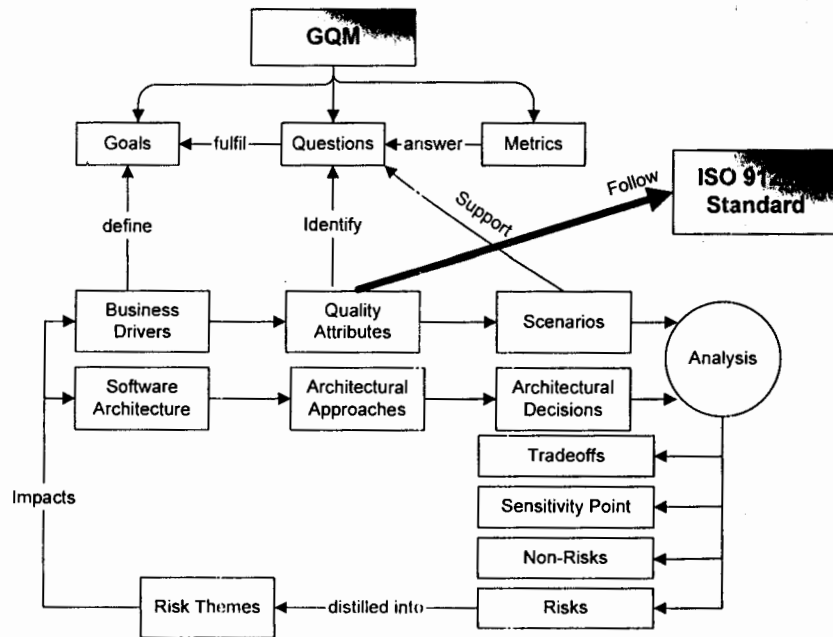 GQM
Goals
fulfil
Questions
answer
Metrics
Follow
ISO
Standard
Support
define
Identify
Business
Drivers
Quality
Attributes
Scenarios
Analysis
Software
Architecture
Architectural
Approaches
Architectural
Decisions
Tradeoffs
Impacts
Sensitivity Point
Non-Risks
Risk Themes
distilled into
Risks